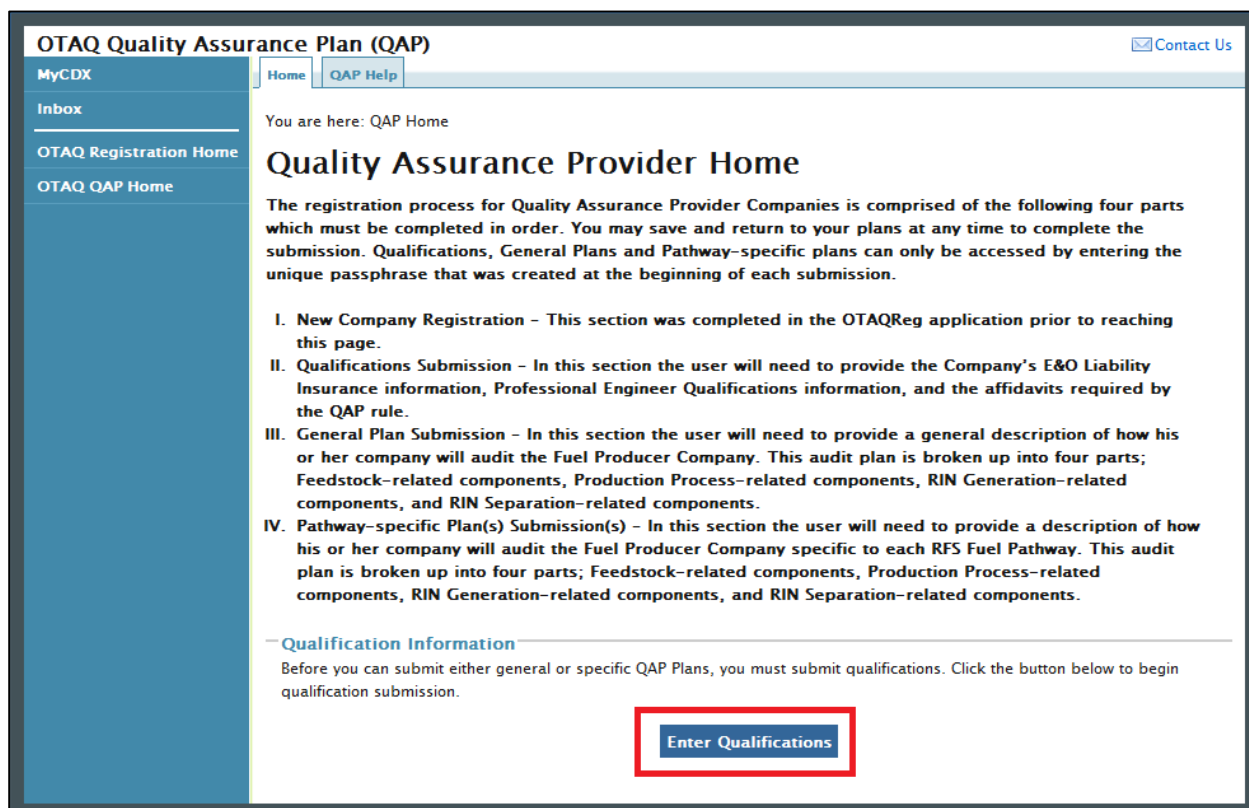 OTAQ Quality Assurance Plan (QAP)
Contact Us
MyCDX
Inbox
OTAQ Registration Home
OTAQ QAP Home
Home
QAP Help
You are here: QAP Home
Quality Assurance Provider Home
The registration process for Quality Assurance Provider Companies is comprised of the following four parts
which must be completed in order. You may save and return to your plans at any time to complete the
submission. Qualifications, General Plans and Pathway-specific plans can only be accessed by entering the
unique passphrase that was created at the beginning of each submission.
I. New Company Registration - This section was completed in the OTAQReg application prior to reaching
this page.
II. Qualifications Submission - In this section the user will need to provide the Company's E&O Liability
Insurance information, Professional Engineer Qualifications information, and the affidavits required by
the QAP rule.
III. General Plan Submission - In this section the user will need to provide a general description of how his
or her company will audit the Fuel Producer Company. This audit plan is broken up into four parts;
Feedstock-related components, Production Process-related components, RIN Generation-related
components, and RIN Separation-related components.
IV. Pathway-specific Plan(s) Submission(s) - In this section the user will need to provide a description of how
his or her company will audit the Fuel Producer Company specific to each RFS Fuel Pathway. This audit
plan is broken up into four parts; Feedstock-related components, Production Process-related
components, RIN Generation-related components, and RIN Separation-related components.
Qualification Information
Before you can submit either general or specific QAP Plans, you must submit qualifications. Click the button below to begin
qualification submission.
Enter Qualifications